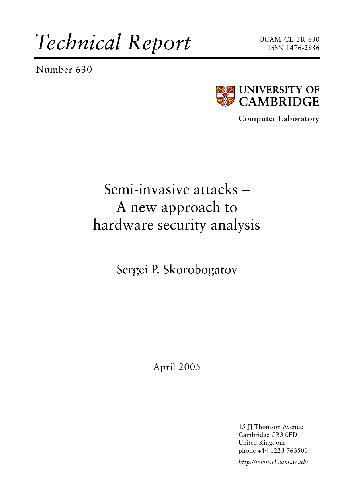 Technical Report
UCAM-CL-TR-630
ISSN 1476-2986
Number 630
UNIVERSITY OF
CAMBRIDGE
Computer Laboratory
Semi-invasive attacks –
A new approach to
hardware security analysis
Sergei P. Skorobogatov
April 2005
15 JJ Thomson Avenue
Cambridge CB3 0FD
United Kingdom
phone +44 1223 763500